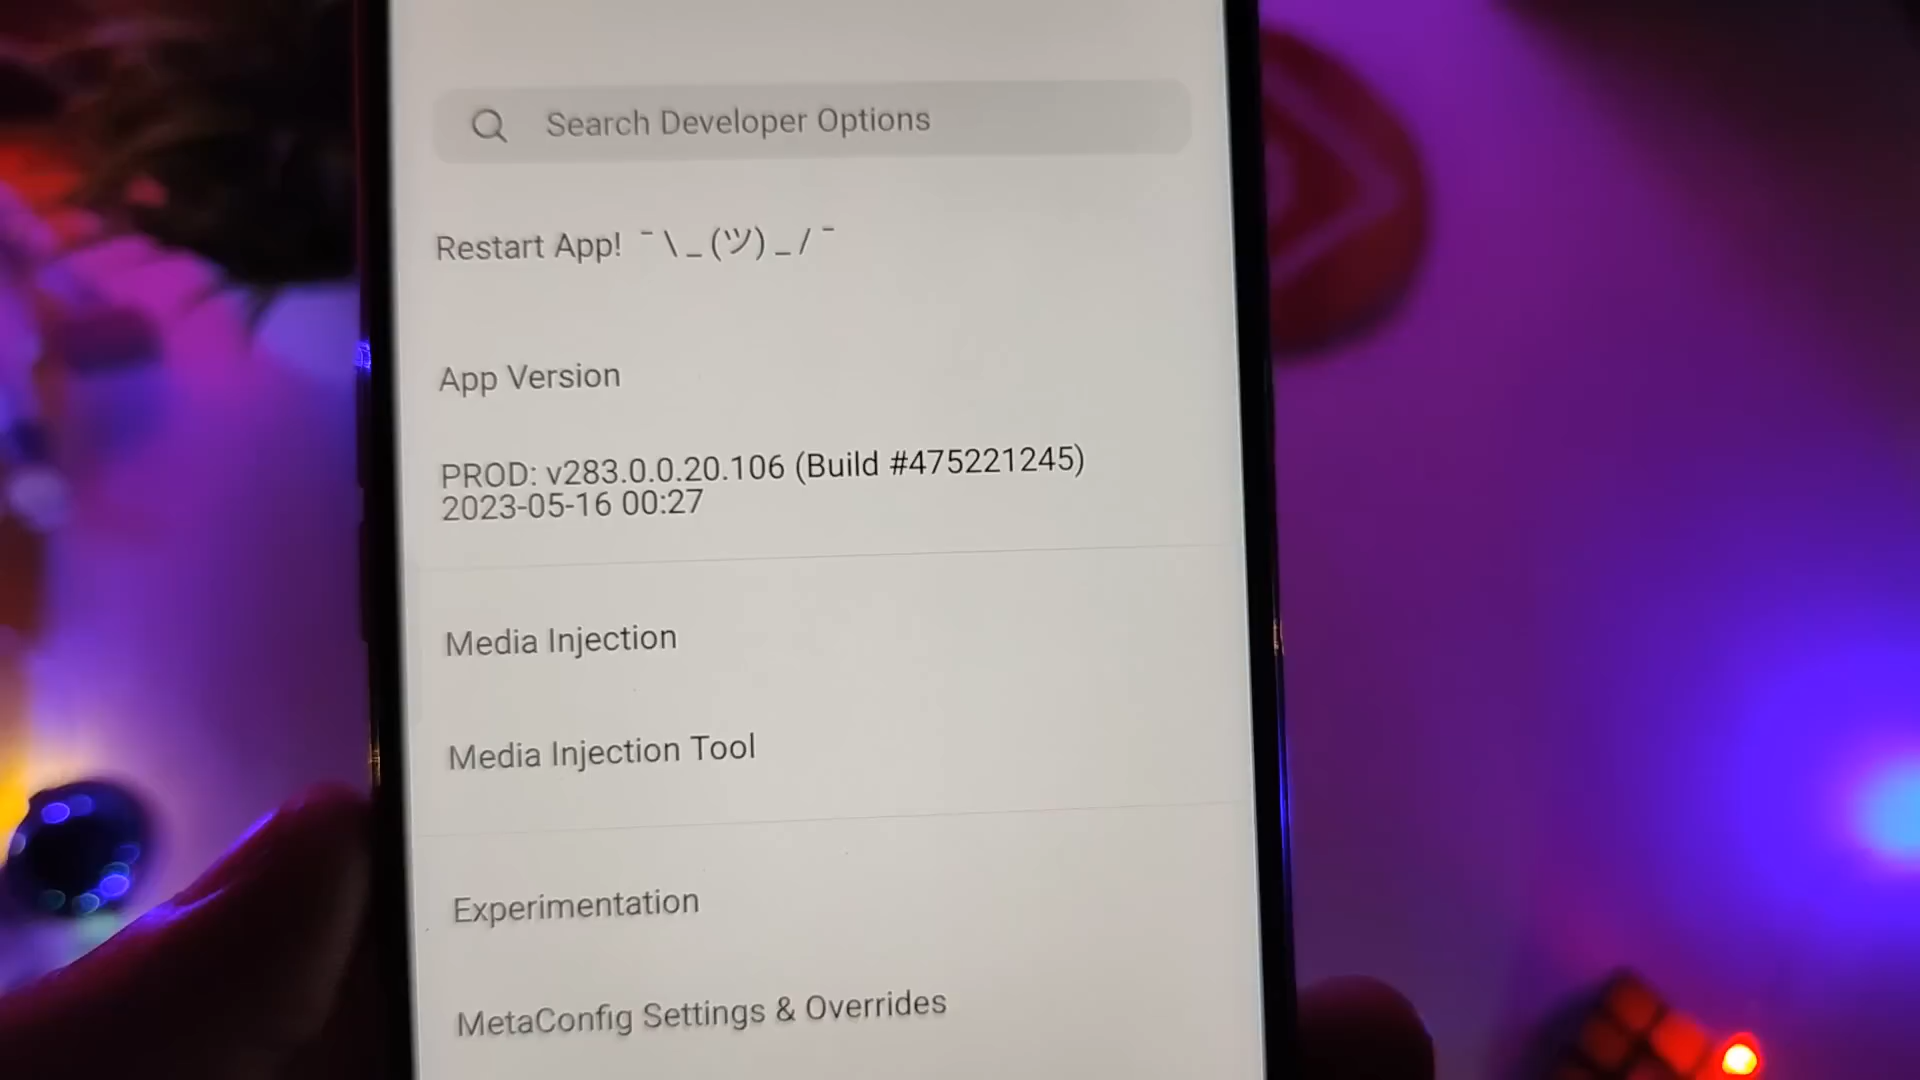 Search Developer Options
Restart App! ¯\_(ツ)_/¯
App Version
PROD: v283.0.0.20.106 (Build #475221245)
2023-05-16 00:27
Media Injection
Media Injection Tool
Experimentation
MetaConfig Settings & Overrides